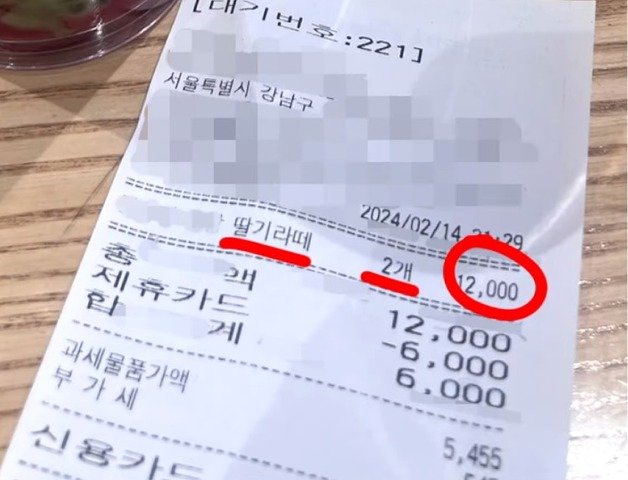 [대기번호:221]
서울특별시 강남구
2024/02/14 21:29
딸기라떼 2개 12,000
총 액 12,000
제휴카드 -6,000
합 계 6,000
과세물품가액 5,455
부가세
신용카드